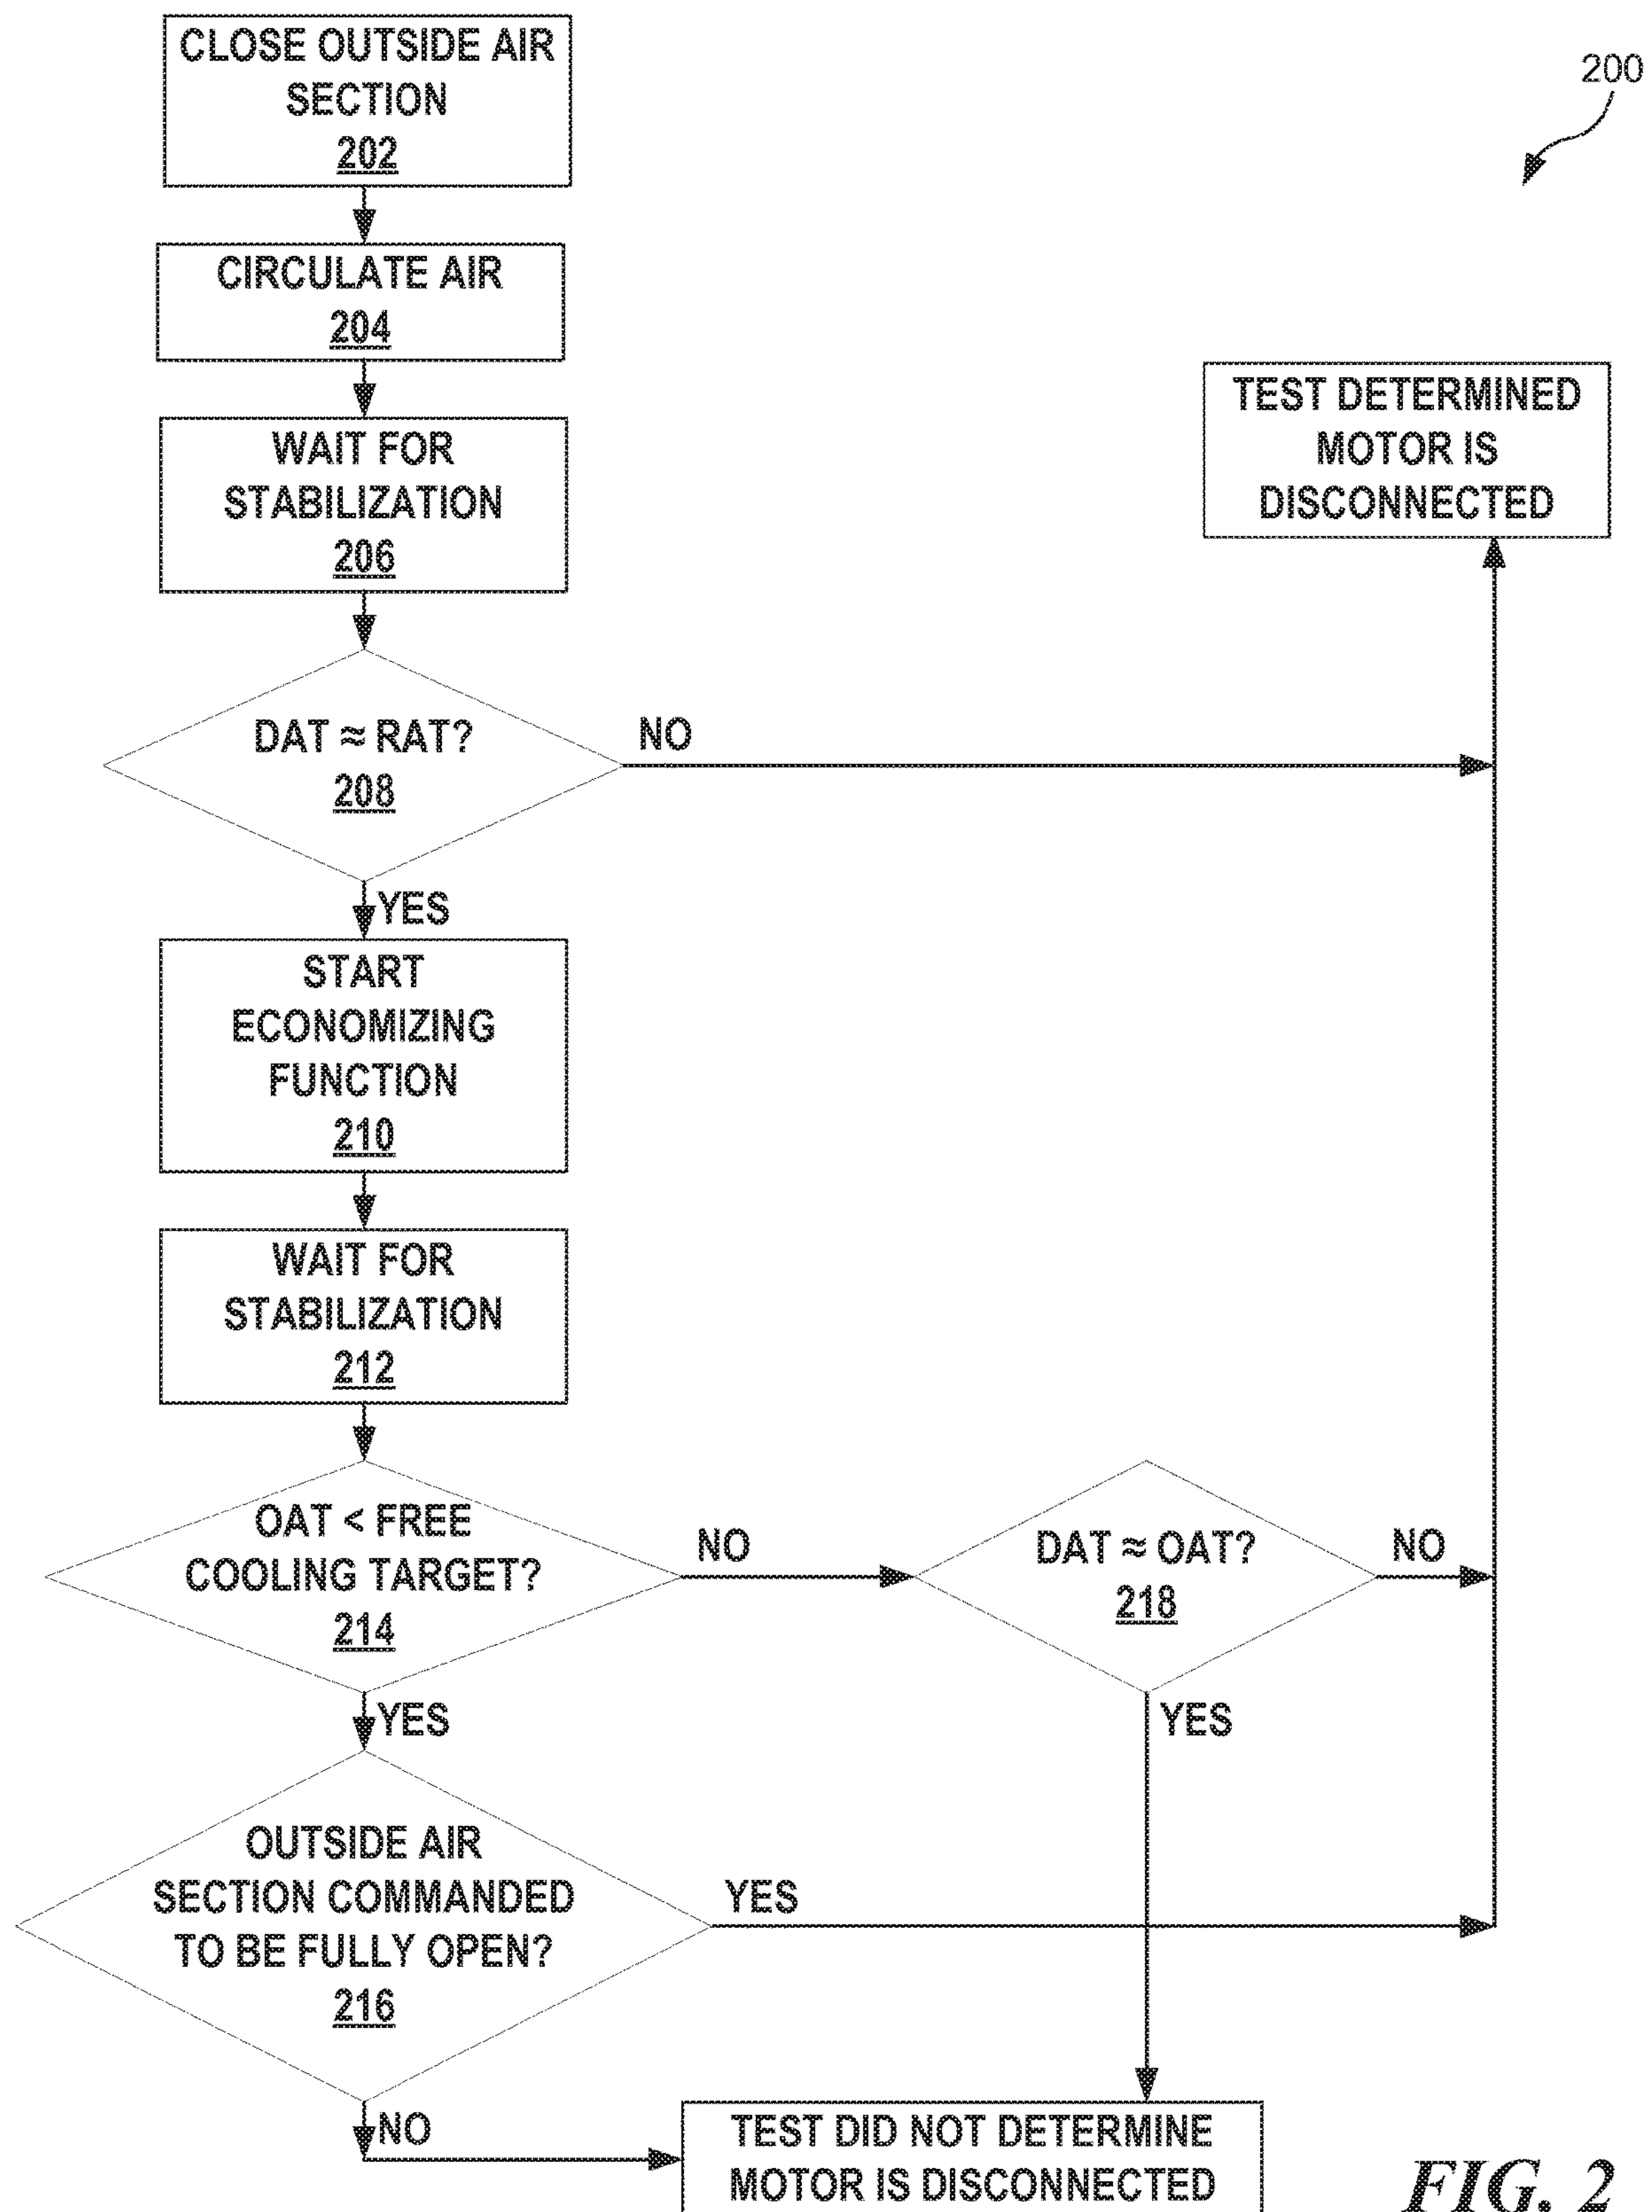 CLOSE OUTSIDE AIR
SECTION
202
200
CIRCULATE AIR
204
WAIT FOR
STABILIZATION
206
TEST DETERMINED
MOTOR IS
DISCONNECTED
DAT ≈ RAT?
208
NO
YES
START
ECONOMIZING
FUNCTION
210
WAIT FOR
STABILIZATION
212
OAT < FREE
COOLING TARGET?
214
NO
DAT ≈ OAT?
218
NO
YES
YES
OUTSIDE AIR
SECTION COMMANDED
TO BE FULLY OPEN?
216
YES
NO
TEST DID NOT DETERMINE
MOTOR IS DISCONNECTED
FIG. 2